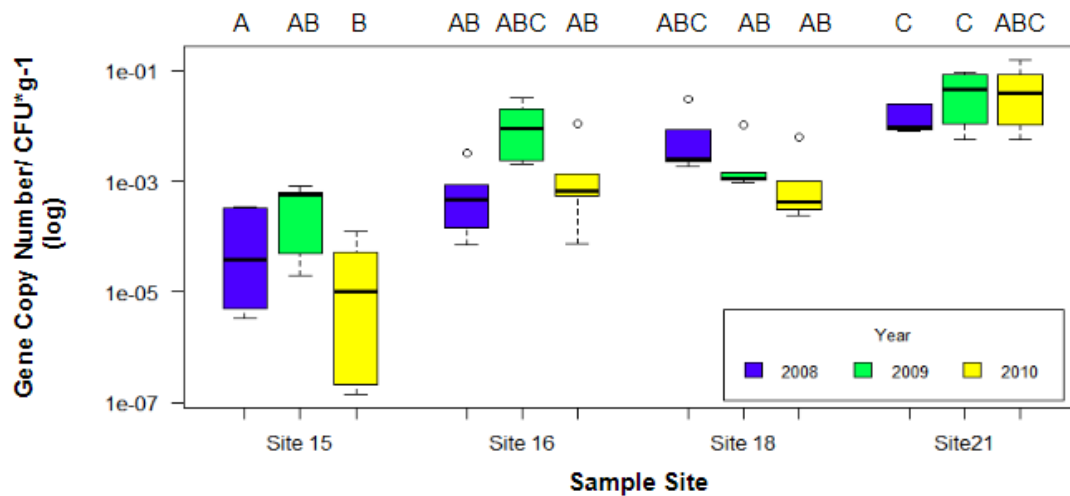 A AB B AB ABC AB ABC AB AB C C ABC
Gene Copy Number/ CFU*g-1
(log)
1e-01
1e-03
1e-05
1e-07
Year
2008 2009 2010
Site 15 Site 16 Site 18 Site21
Sample Site